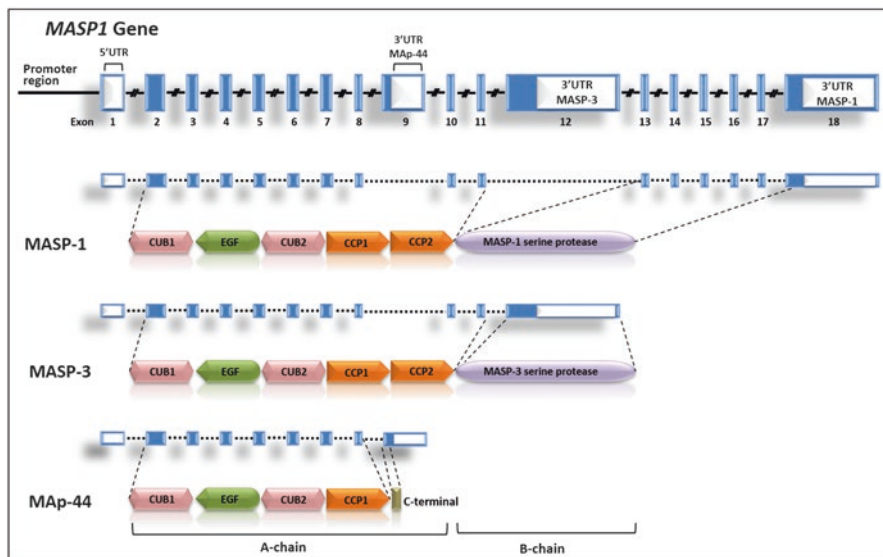 MASP1 Gene
5'UTR
3'UTR
MAp-44
Promoter
region
3'UTR
MASP-3
3'UTR
MASP-1
Exon 1 2 3 4 5 6 7 8 9 10 11 12 13 14 15 16 17 18
MASP-1
CUB1 EGF CUB2 CCP1 CCP2 MASP-1 serine protease
MASP-3
CUB1 EGF CUB2 CCP1 CCP2 MASP-3 serine protease
MAp-44
CUB1 EGF CUB2 CCP1 C-terminal
A-chain B-chain